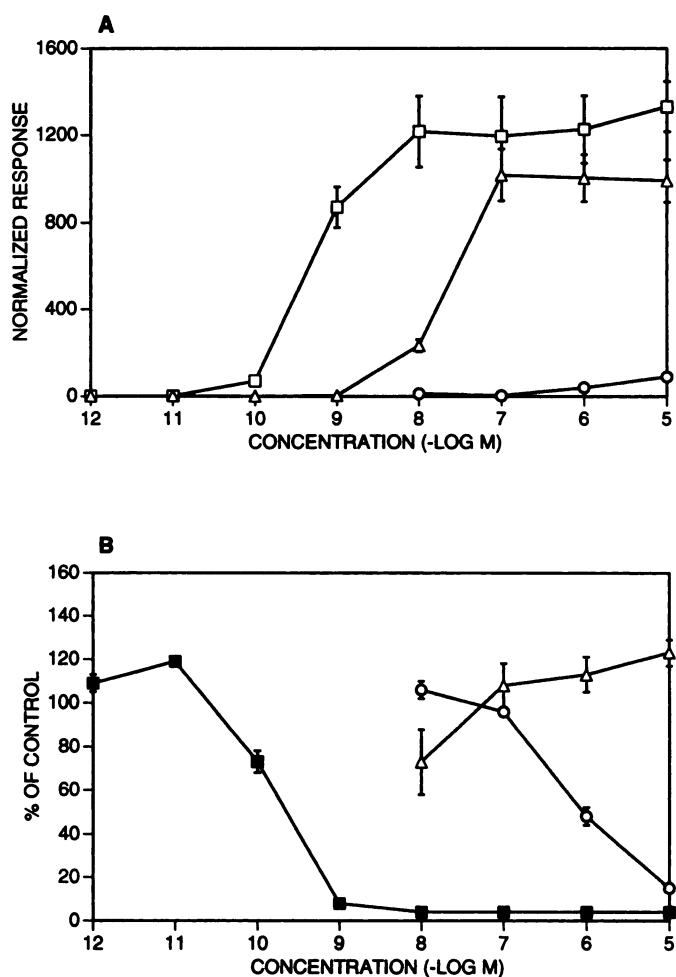 A
1600
1200
800
400
0
NORMALIZED RESPONSE
12 11 10 9 8 7 6 5
CONCENTRATION (-LOG M)
B
160
140
120
100
80
60
40
20
0
% OF CONTROL
12 11 10 9 8 7 6 5
CONCENTRATION (-LOG M)